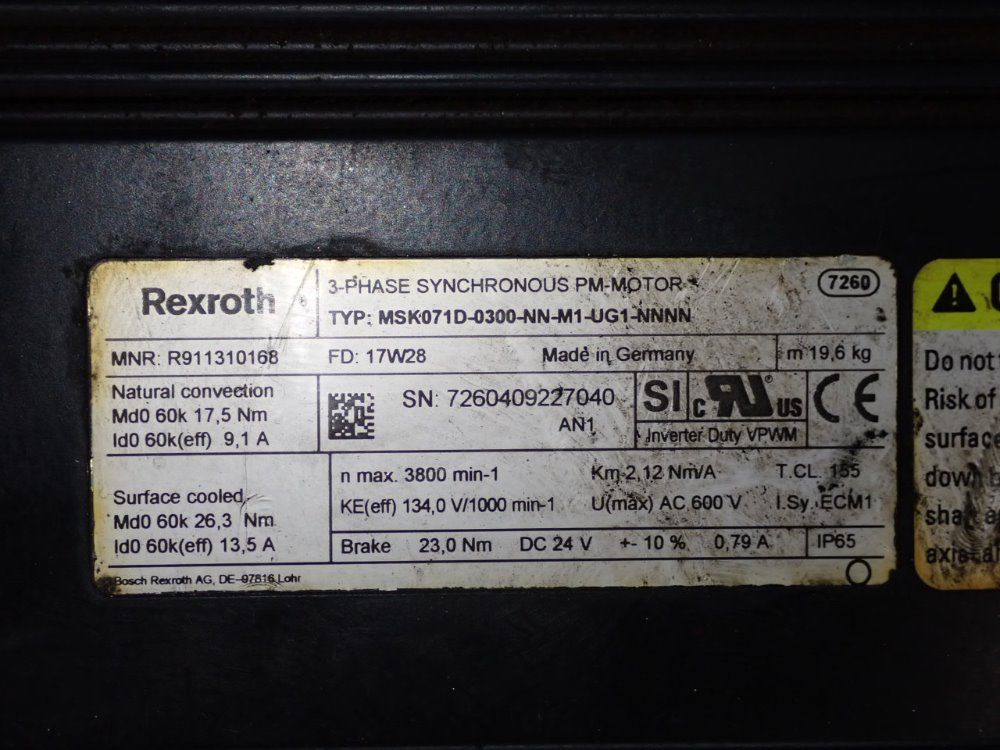 Rexroth
3-PHASE SYNCHRONOUS PM-MOTOR
7260
TYP: MSK071D-0300-NN-M1-UG1-NNNN
MNR: R911310168
FD: 17W28
Made in Germany
m 19,6 kg
Natural convection
Md0 60k 17,5 Nm
Id0 60k(eff) 9,1 A
SN: 7260409227040
AN1
SI
c RU US
CE
Inverter Duty VPWM
Surface cooled
Md0 60k 26,3 Nm
Id0 60k(eff) 13,5 A
n max. 3800 min-1
Km 2,12 Nm/A
T.CL. 155
KE(eff) 134,0 V/1000 min-1
U(max) AC 600 V
I.Sy. ECM1
Brake 23,0 Nm DC 24 V +- 10 % 0,79 A
IP65
Bosch Rexroth AG, DE-97816 Lohr
Do not
Risk of
surfac
down